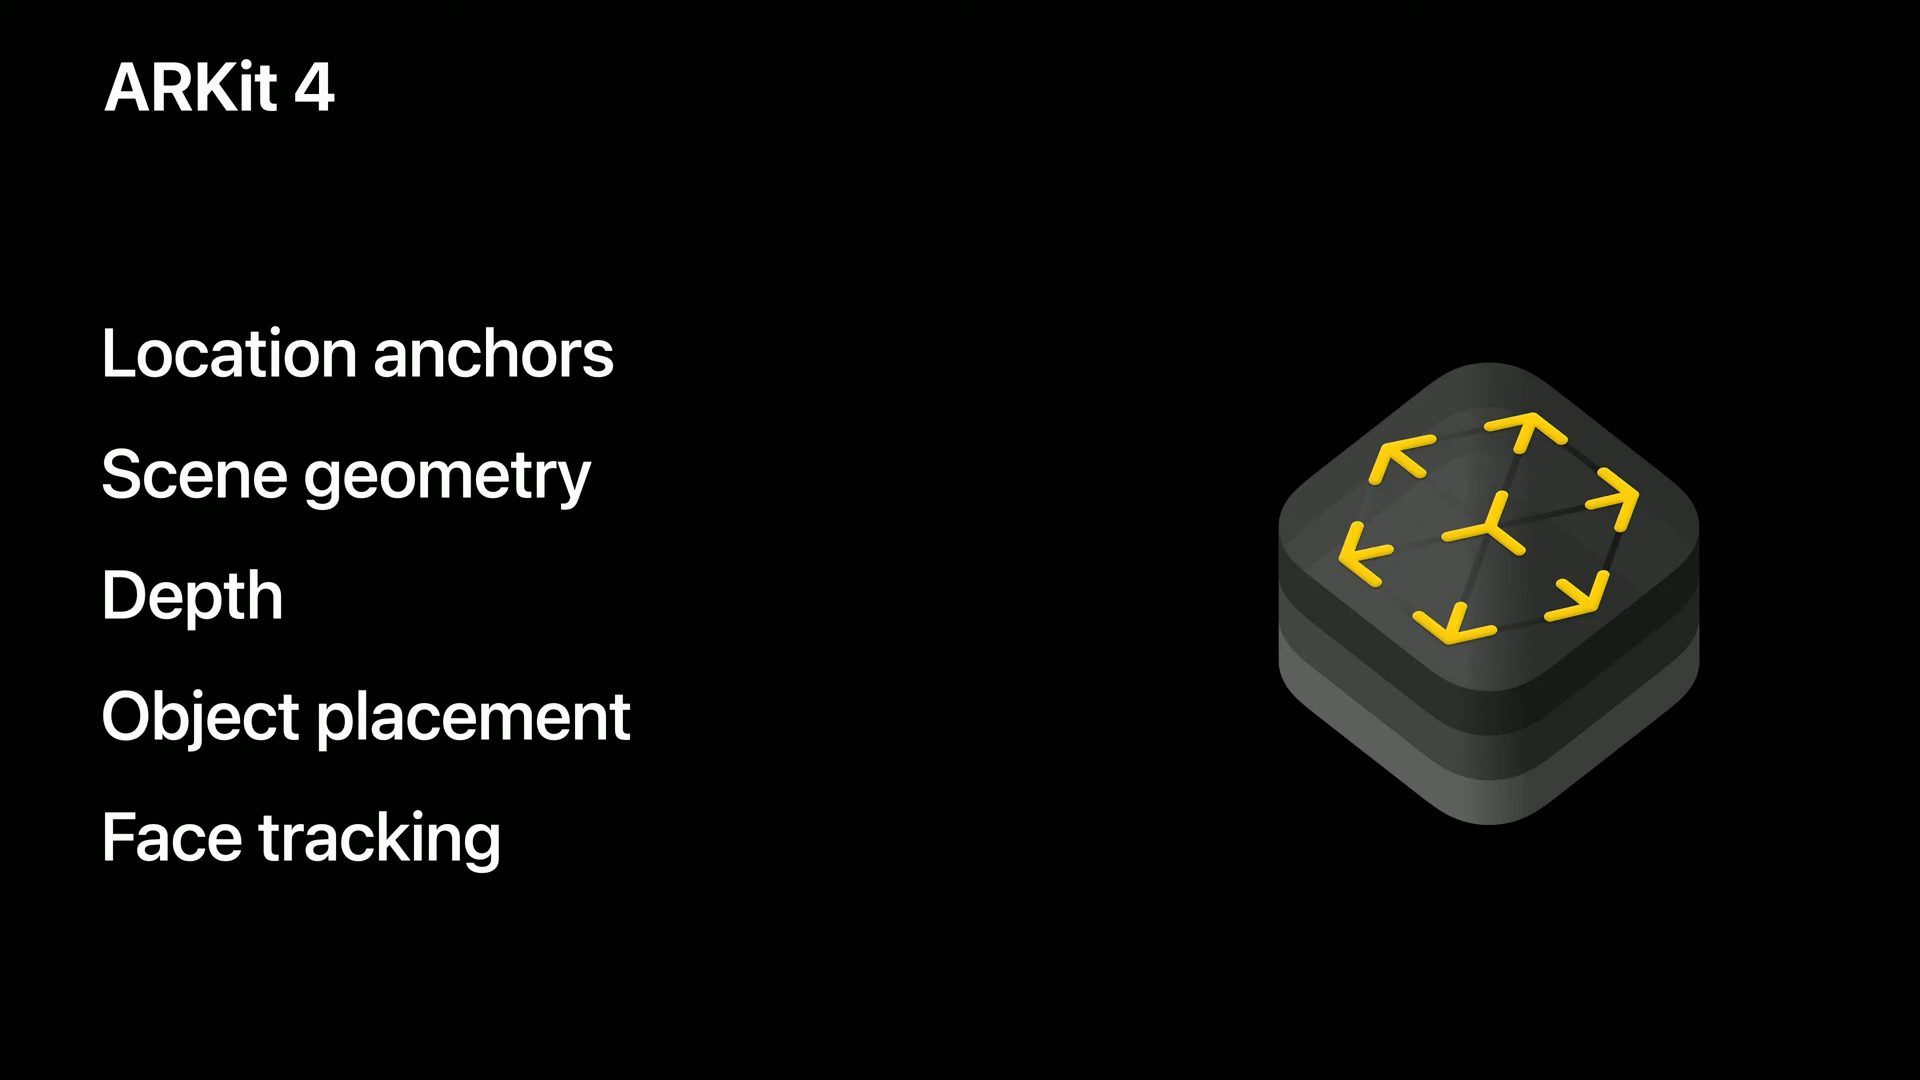 ARKit 4
Location anchors
Scene geometry
Depth
Object placement
Face tracking